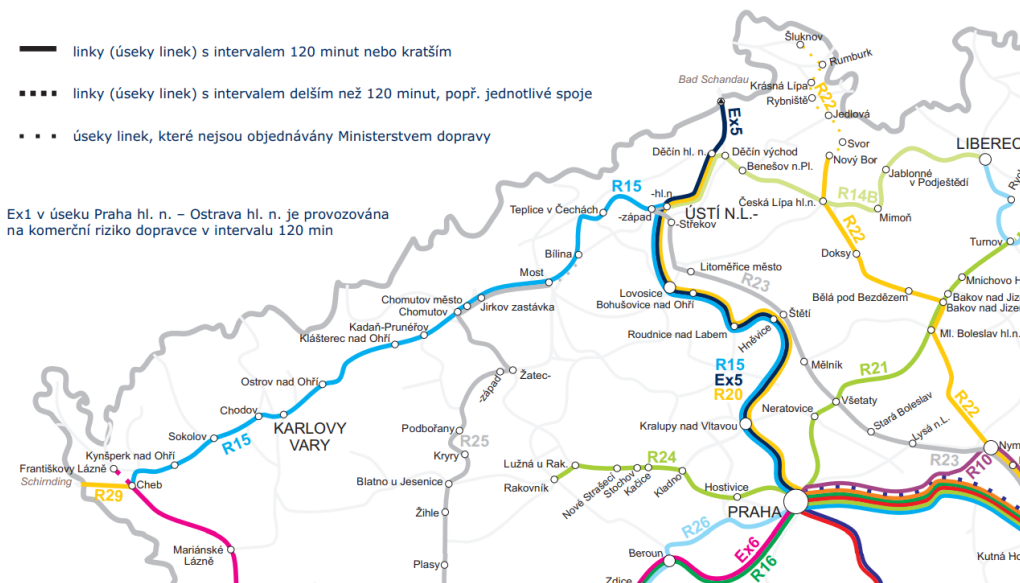 linky (úseky linek) s intervalem 120 minut nebo kratším
linky (úseky linek) s intervalem delším než 120 minut, popř. jednotlivé spoje
úseky linek, které nejsou objednávány Ministerstvem dopravy
Ex1 v úseku Praha hl. n. – Ostrava hl. n. je provozována
na komerční riziko dopravce v intervalu 120 min
Šluknov
Rumburk
Bad Schandau
Krásná Lípa
Rybniště
R22
Jedlová
Ex5
Svor
Děčín hl. n.
Děčín východ
Nový Bor
LIBEREC
Benešov n.Pl.
Jablonné
v Podještědí
R15
-hl.n.
Česká Lípa hl.n.
R14B
Teplice v Čechách
-západ
ÚSTÍ N.L.-
Mimoň
-Střekov
R22
Turnov
Bílina
Doksy
Most
Litoměřice město
R23
Mnichovo H
Chomutov město
Chomutov
Jirkov zastávka
Lovosice
Bohušovice nad Ohří
Bělá pod Bezdězem
Bakov nad Jiz
Bakov nad Jizer
Kadaň-Prunéřov
Klášterec nad Ohří
Roudnice nad Labem
Hněvice
Štětí
Ml. Boleslav hl.n.
R15
Ex5
R20
Mělník
R21
Žatec-
-západ
Ostrov nad Ohří
Chodov
KARLOVY
VARY
Neratovice
Všetaty
Stará Boleslav
R22
Sokolov
R15
Podbořany
R25
Kralupy nad Vltavou
Lysá n.L.
Nym
Kynšperk nad Ohří
Kryry
Lužná u Rak.
R24
R23
R10
Františkovy Lázně
Schirnding
R29
Cheb
Blatno u Jesenice
Rakovník
Nové Strašecí
Stochov
Kačice
Kladno
Hostivice
PRAHA
Žihle
R26
Mariánské
Lázně
Beroun
Ex6
R16
Plasy
Zdice
Kutná Ho